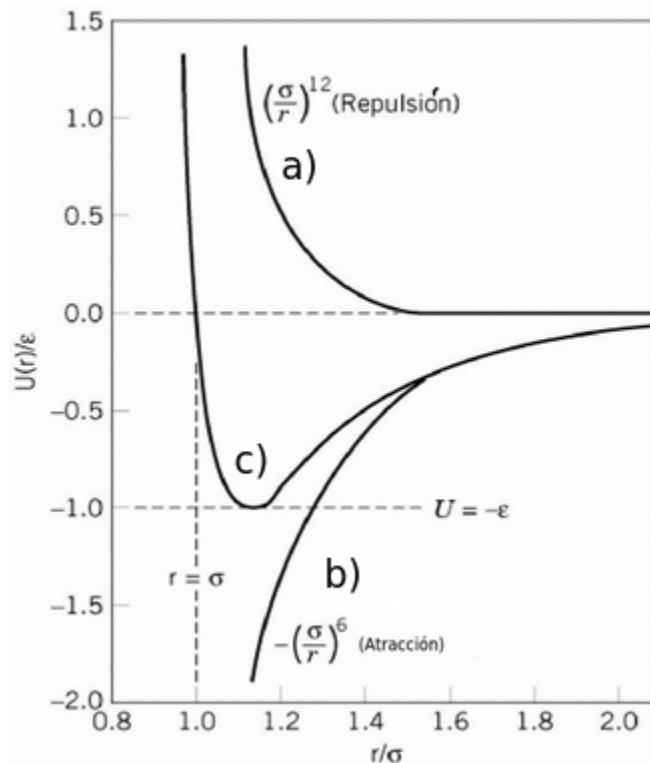 1.5
(σ/r)^12 (Repulsión)
1.0
a)
0.5
0.0
U(r)/ε
−0.5
c)
−1.0
U = −ε
r = σ
b)
−1.5
−(σ/r)^6 (Atracción)
−2.0
0.8 1.0 1.2 1.4 1.6 1.8 2.0
r/σ